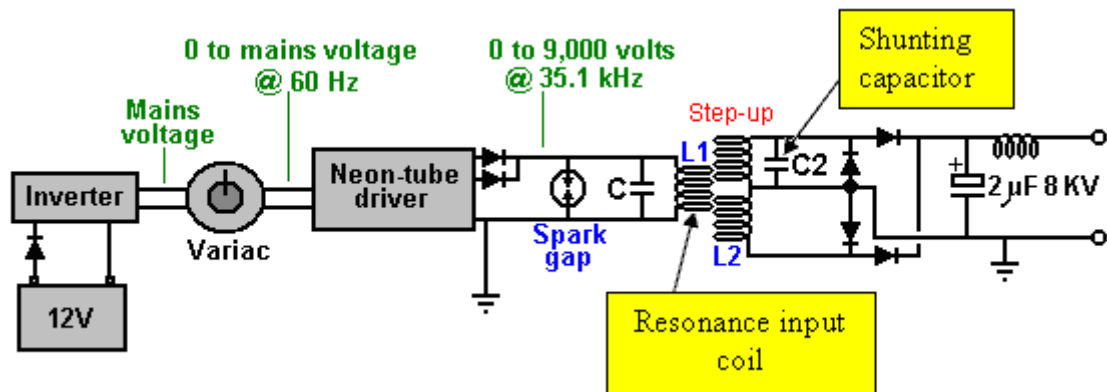 0 to mains voltage
@ 60 Hz
0 to 9,000 volts
@ 35.1 kHz
Shunting
capacitor
Mains
voltage
Step-up
Inverter
Variac
Neon-tube
driver
C
Spark
gap
L1
C2
L2
+
2 µF 8 KV
12V
Resonance input
coil